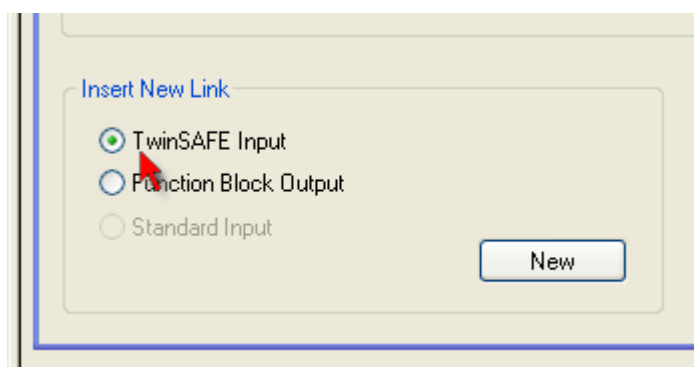 Insert New Link
TwinSAFE Input
Function Block Output
Standard Input
New